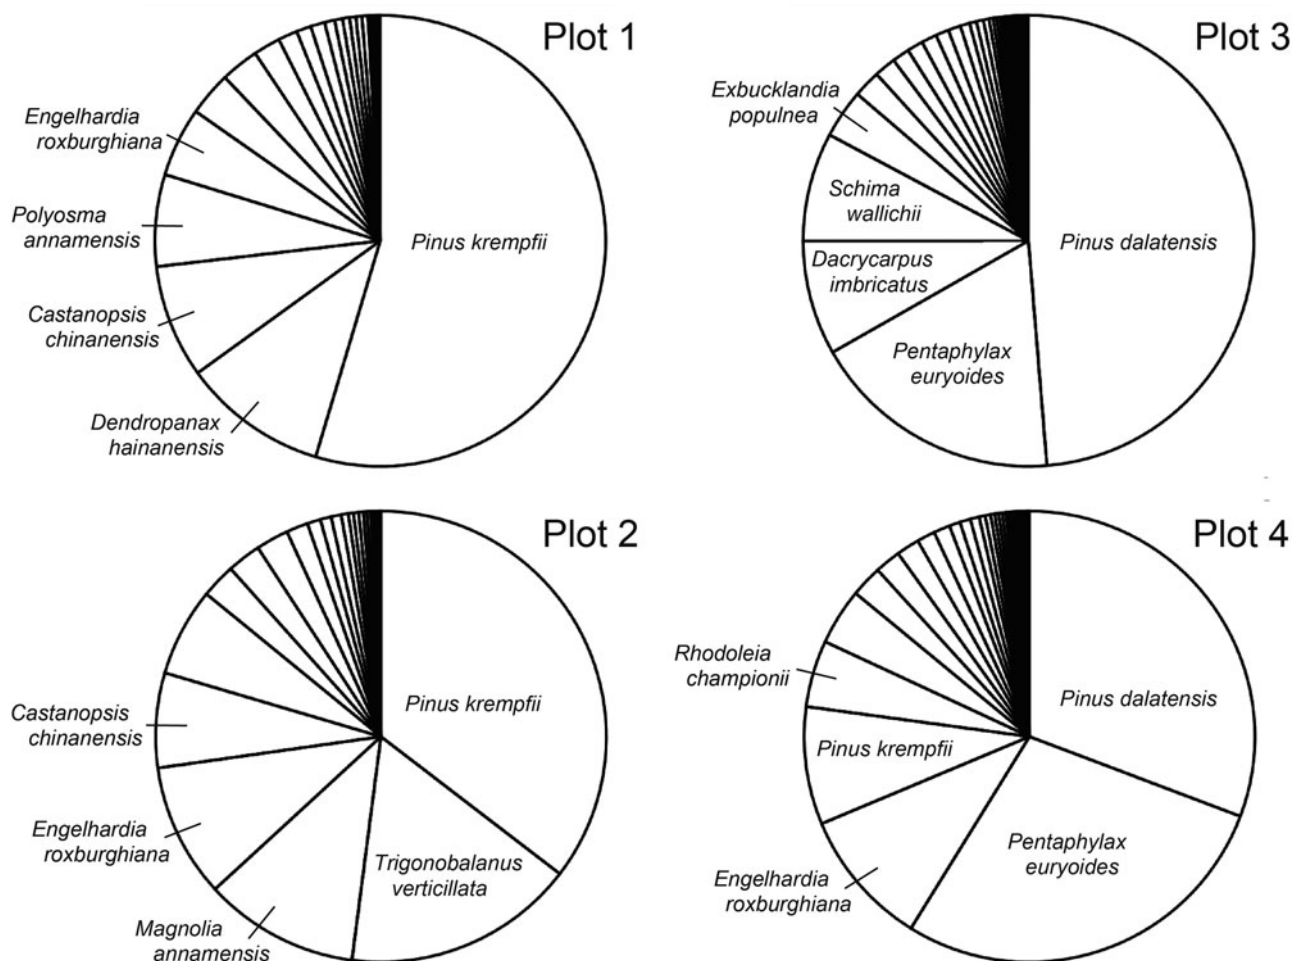 Plot 1
Engelhardia
roxburghiana
Polyosma
annamensis
Castanopsis
chinanensis
Dendropanax
hainanensis
Pinus krempfii
Plot 3
Exbucklandia
populnea
Schima
wallichii
Dacrycarpus
imbricatus
Pentaphylax
euryoides
Pinus dalatensis
Plot 2
Castanopsis
chinanensis
Engelhardia
roxburghiana
Magnolia
annamensis
Trigonobalanus
verticillata
Pinus krempfii
Plot 4
Rhodoleia
championii
Pinus krempfii
Engelhardia
roxburghiana
Pentaphylax
euryoides
Pinus dalatensis